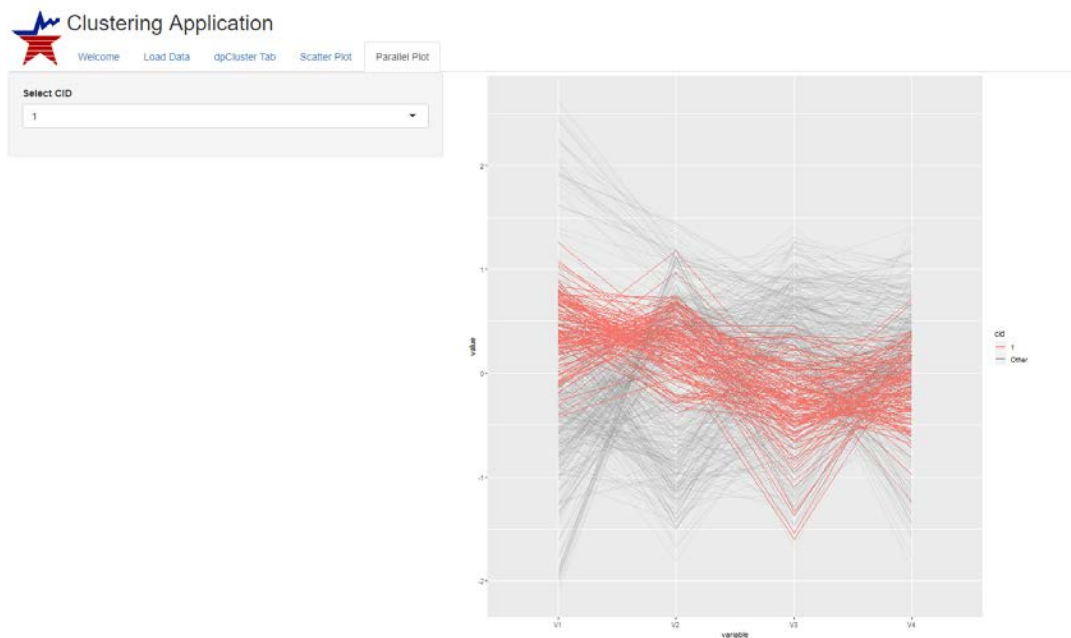 Clustering Application
Welcome Load Data dpCluster Tab Scatter Plot Parallel Plot
Select CID
1
2
1
0
-1
-2
value
V1 V2 V3 V4
variable
cid
1
Other